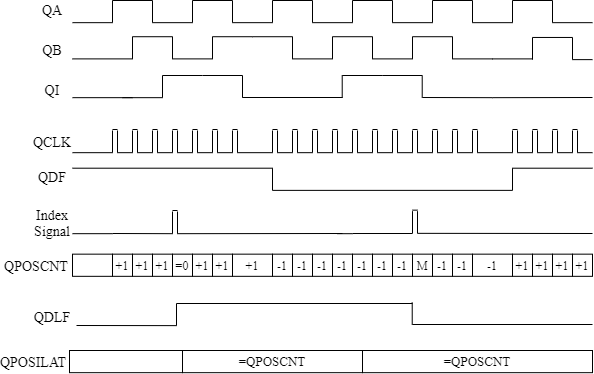 QA
QB
QI
QCLK
QDF
Index
Signal
QPOSCNT +1 +1 +1 =0 +1 +1 +1 -1 -1 -1 -1 -1 -1 -1 M -1 -1 -1 +1 +1 +1 +1
QDLF
QPOSILAT =QPOSCNT =QPOSCNT